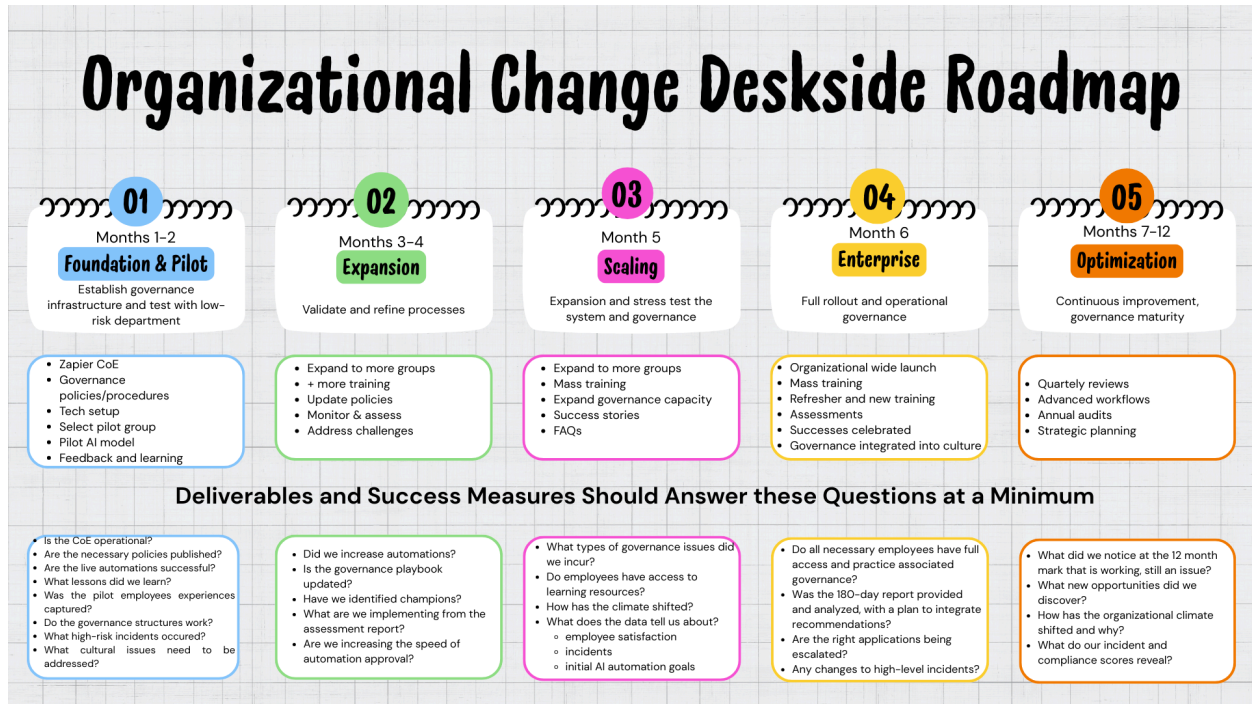 Organizational Change Deskside Roadmap
01
Months 1-2
Foundation & Pilot
Establish governance
infrastructure and test with low-
risk department
02
Months 3-4
Expansion
Validate and refine processes
03
Month 5
Scaling
Expansion and stress test the
system and governance
04
Month 6
Enterprise
Full rollout and operational
governance
05
Months 7-12
Optimization
Continuous improvement,
governance maturity
• Zapier CoE
• Governance
policies/procedures
• Tech setup
• Select pilot group
• Pilot AI model
• Feedback and learning
• Expand to more groups
• + more training
• Update policies
• Monitor & assess
• Address challenges
• Expand to more groups
• Mass training
• Expand governance capacity
• Success stories
• FAQs
• Organizational wide launch
• Mass training
• Refresher and new training
• Assessments
• Successes celebrated
• Governance integrated into culture
• Quartely reviews
• Advanced workflows
• Annual audits
• Strategic planning
Deliverables and Success Measures Should Answer these Questions at a Minimum
• Is the CoE operational?
• Are the necessary policies published?
• Are the live automations successful?
• What lessons did we learn?
• Was the pilot employees experiences
captured?
• Do the governance structures work?
• What high-risk incidents occured?
• What cultural issues need to be
addressed?
• Did we increase automations?
• Is the governance playbook
updated?
• Have we identified champions?
• What are we implementing from the
assessment report?
• Are we increasing the speed of
automation approval?
• What types of governance issues did
we incur?
• Do employees have access to
learning resources?
• How has the climate shifted?
• What does the data tell us about?
◦ employee satisfaction
◦ incidents
◦ initial AI automation goals
• Do all necessary employees have full
access and practice associated
governance?
• Was the 180-day report provided
and analyzed, with a plan to integrate
recommendations?
• Are the right applications being
escalated?
• Any changes to high-level incidents?
• What did we notice at the 12 month
mark that is working, still an issue?
• What new opportunities did we
discover?
• How has the organizational climate
shifted and why?
• What do our incident and
compliance scores reveal?